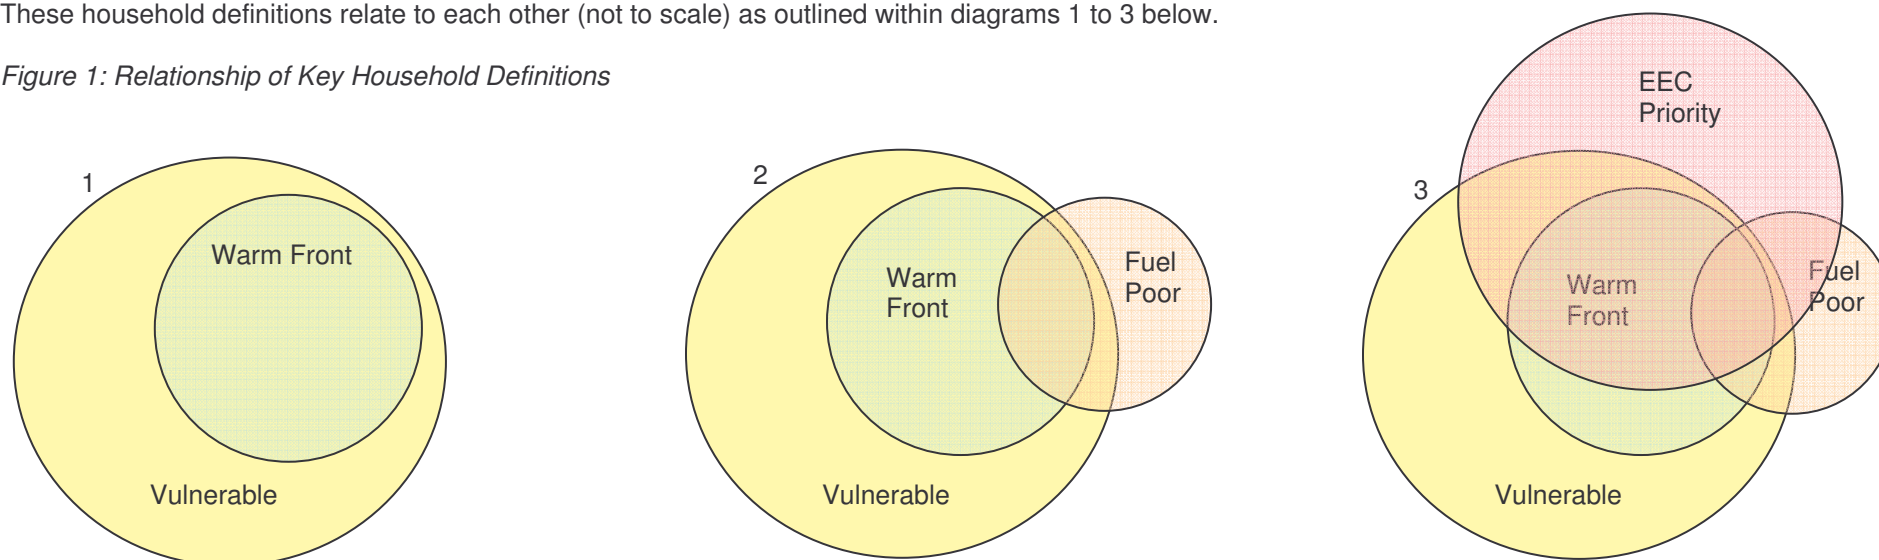 These household definitions relate to each other (not to scale) as outlined within diagrams 1 to 3 below.
Figure 1: Relationship of Key Household Definitions
1
Warm Front
Vulnerable
2
Warm
Front
Fuel
Poor
Vulnerable
3
EEC
Priority
Warm
Front
Fuel
Poor
Vulnerable